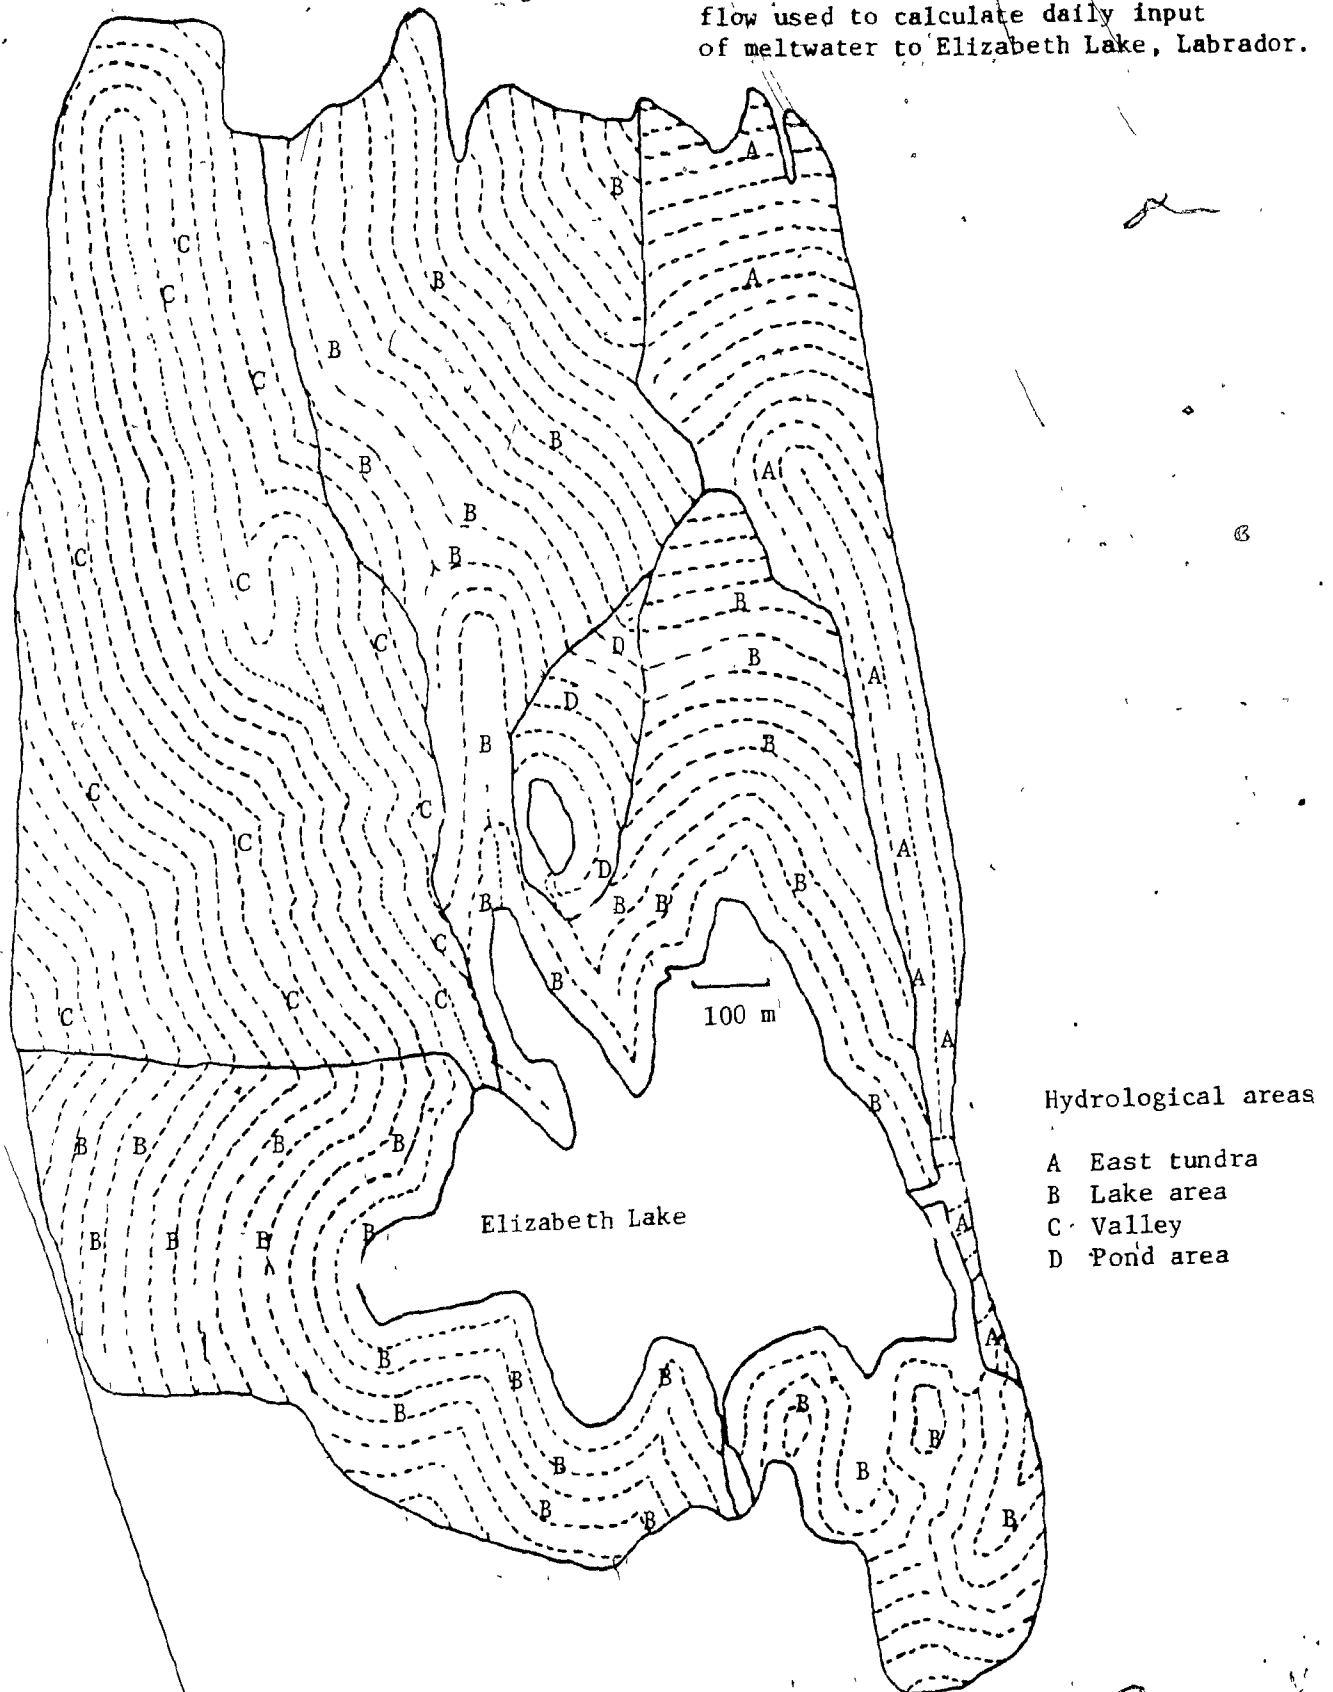 flow used to calculate daily input
of meltwater to Elizabeth Lake, Labrador.
A
B
C
A
B
C
B
C
B
A
B
B
C
B
C
B
C
D
B
A
D
B
B
C
C
C
A
D
B
B
B
B
C
B
A
C
C
C
100 m
A
Hydrological areas
B
B
B
B
B
A East tundra
B Lake area
C Valley
D Pond area
Elizabeth Lake
A
B
B
B
B
A
B
B
B
B
B
B
B
B
B
B
B